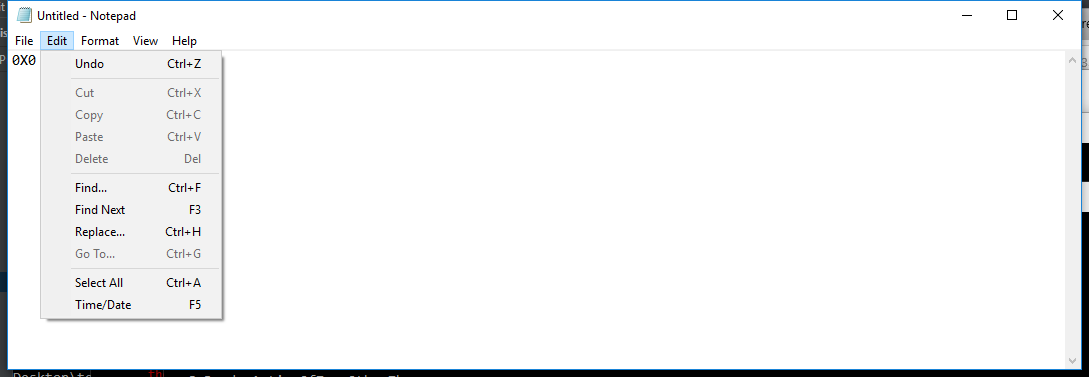 Untitled - Notepad
File Edit Format View Help
0X0
Undo Ctrl+Z
Cut Ctrl+X
Copy Ctrl+C
Paste Ctrl+V
Delete Del
Find... Ctrl+F
Find Next F3
Replace... Ctrl+H
Go To... Ctrl+G
Select All Ctrl+A
Time/Date F5